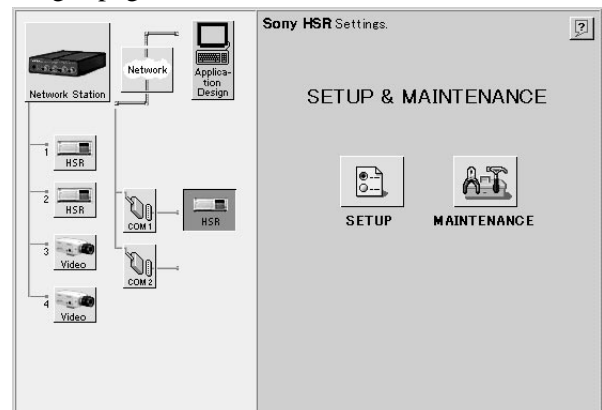 Sony HSR Settings.
?
Network Station
Network
Applica-
tion
Design
SETUP & MAINTENANCE
1
HSR
2
HSR
COM 1
HSR
SETUP
MAINTENANCE
3
Video
COM 2
4
Video